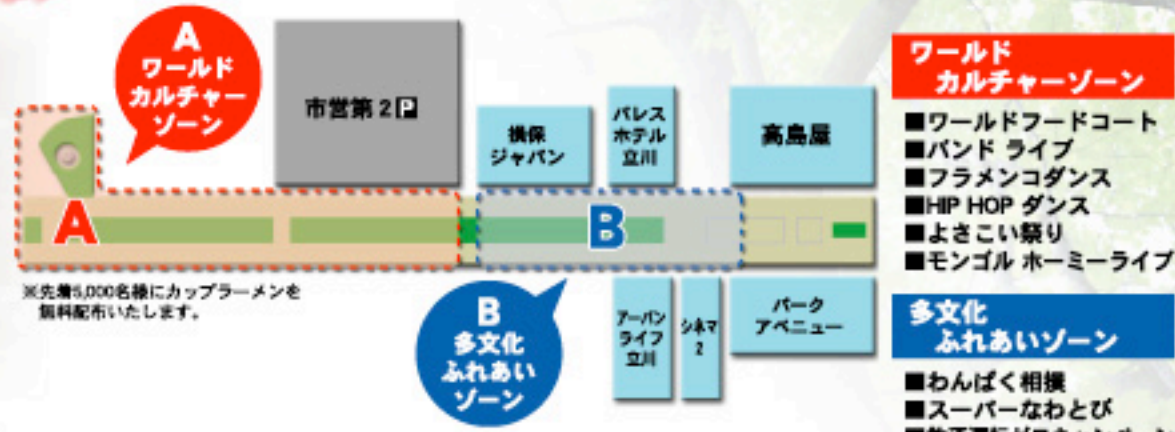 A
ワールド
カルチャー
ゾーン
市営第2P
損保
ジャパン
パレス
ホテル
立川
高島屋
A
B
※先着5,000名様にカップラーメンを
無料配布いたします。
B
多文化
ふれあい
ゾーン
アーバン
ライフ
立川
シネマ
2
パーク
アベニュー
ワールド
カルチャーゾーン
■ワールドフードコート
■バンド ライブ
■フラメンコダンス
■HIP HOP ダンス
■よさこい祭り
■モンゴル ホーミーライブ
多文化
ふれあいゾーン
■わんぱく相撲
■スーパーなわとび